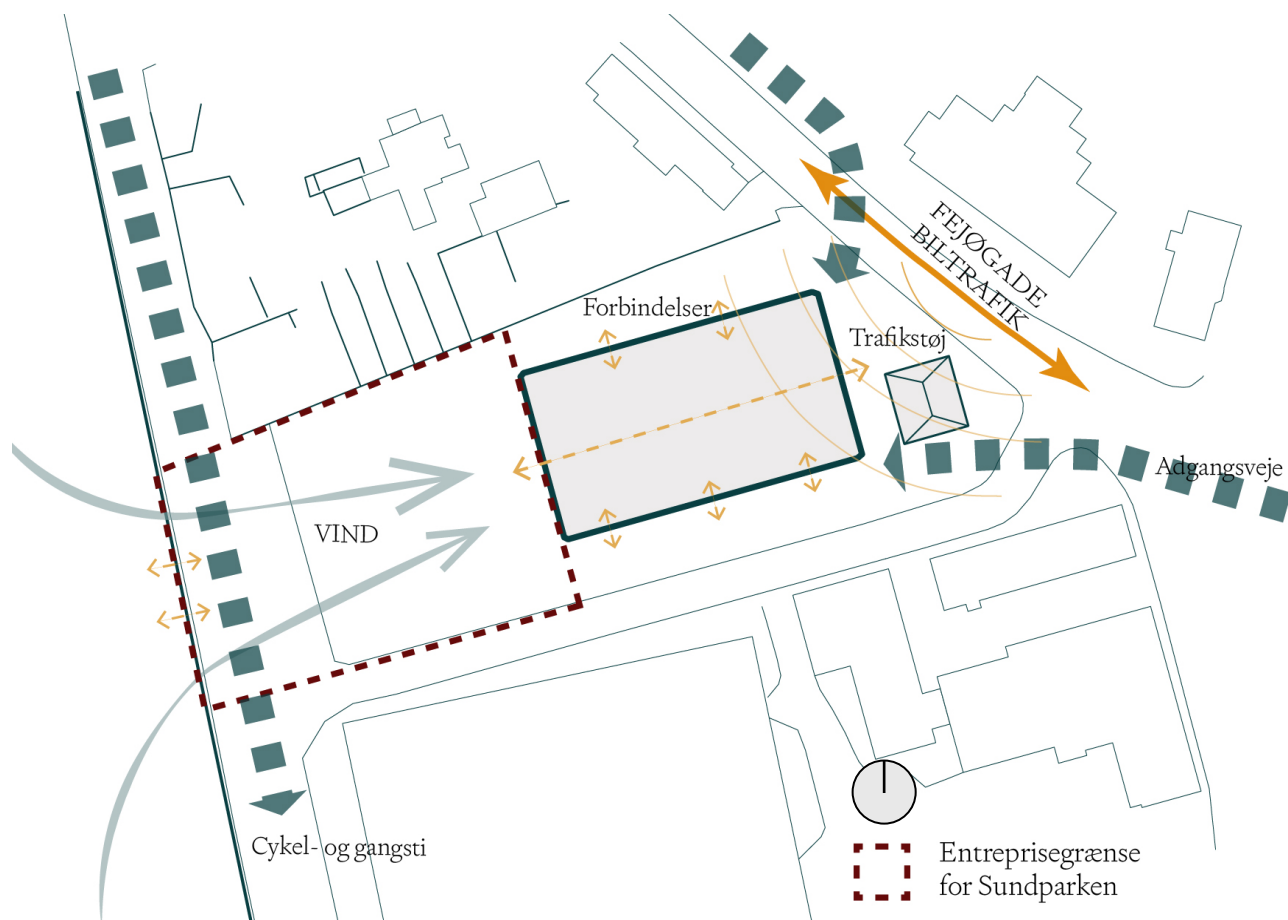 FEJØGADE
BILTRAFIK
Forbindelser
Trafikstøj
Adgangsveje
VIND
Cykel- og gangsti
Entreprisegrænse
for Sundparken